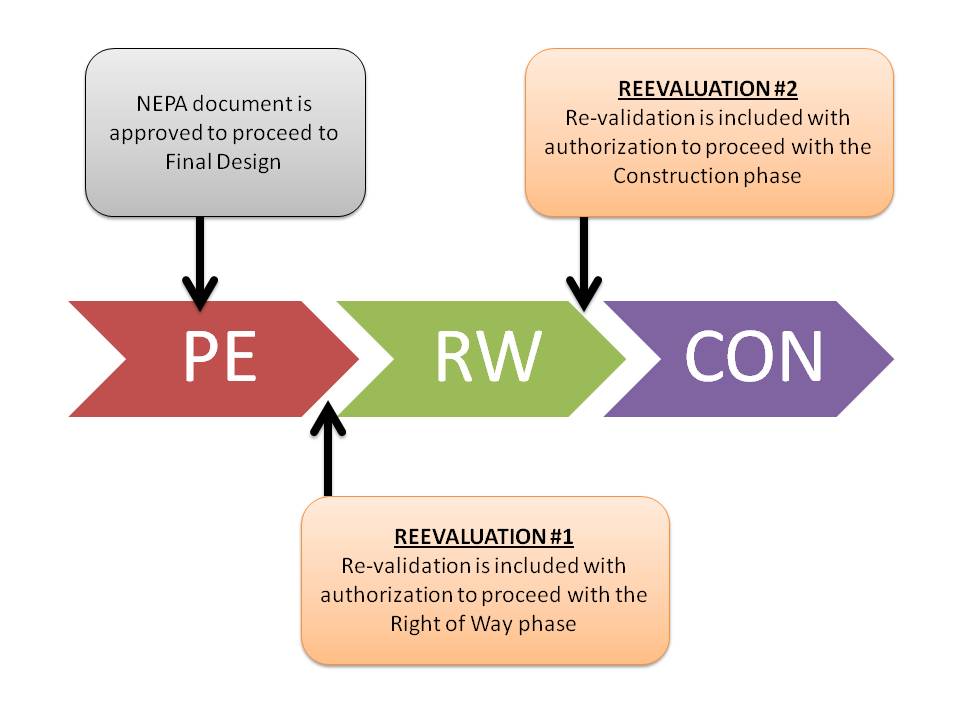 NEPA document is
approved to proceed to
Final Design
REEVALUATION #2
Re-validation is included with
authorization to proceed with the
Construction phase
PE
RW
CON
REEVALUATION #1
Re-validation is included with
authorization to proceed with the
Right of Way phase